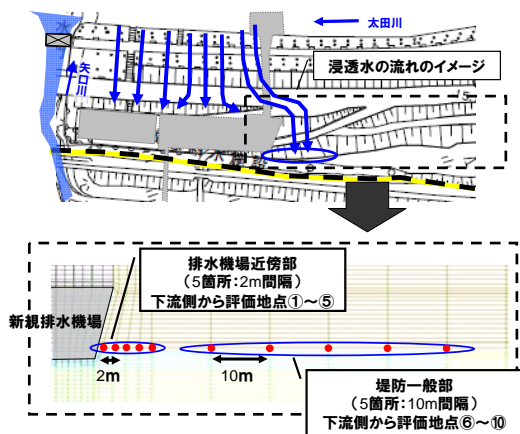 太田川
矢口川
浸透水の流れのイメージ
排水機場近傍部
(5箇所:2m間隔)
下流側から評価地点①~⑤
新規排水機場
2m
10m
堤防一般部
(5箇所:10m間隔)
下流側から評価地点⑥~⑩